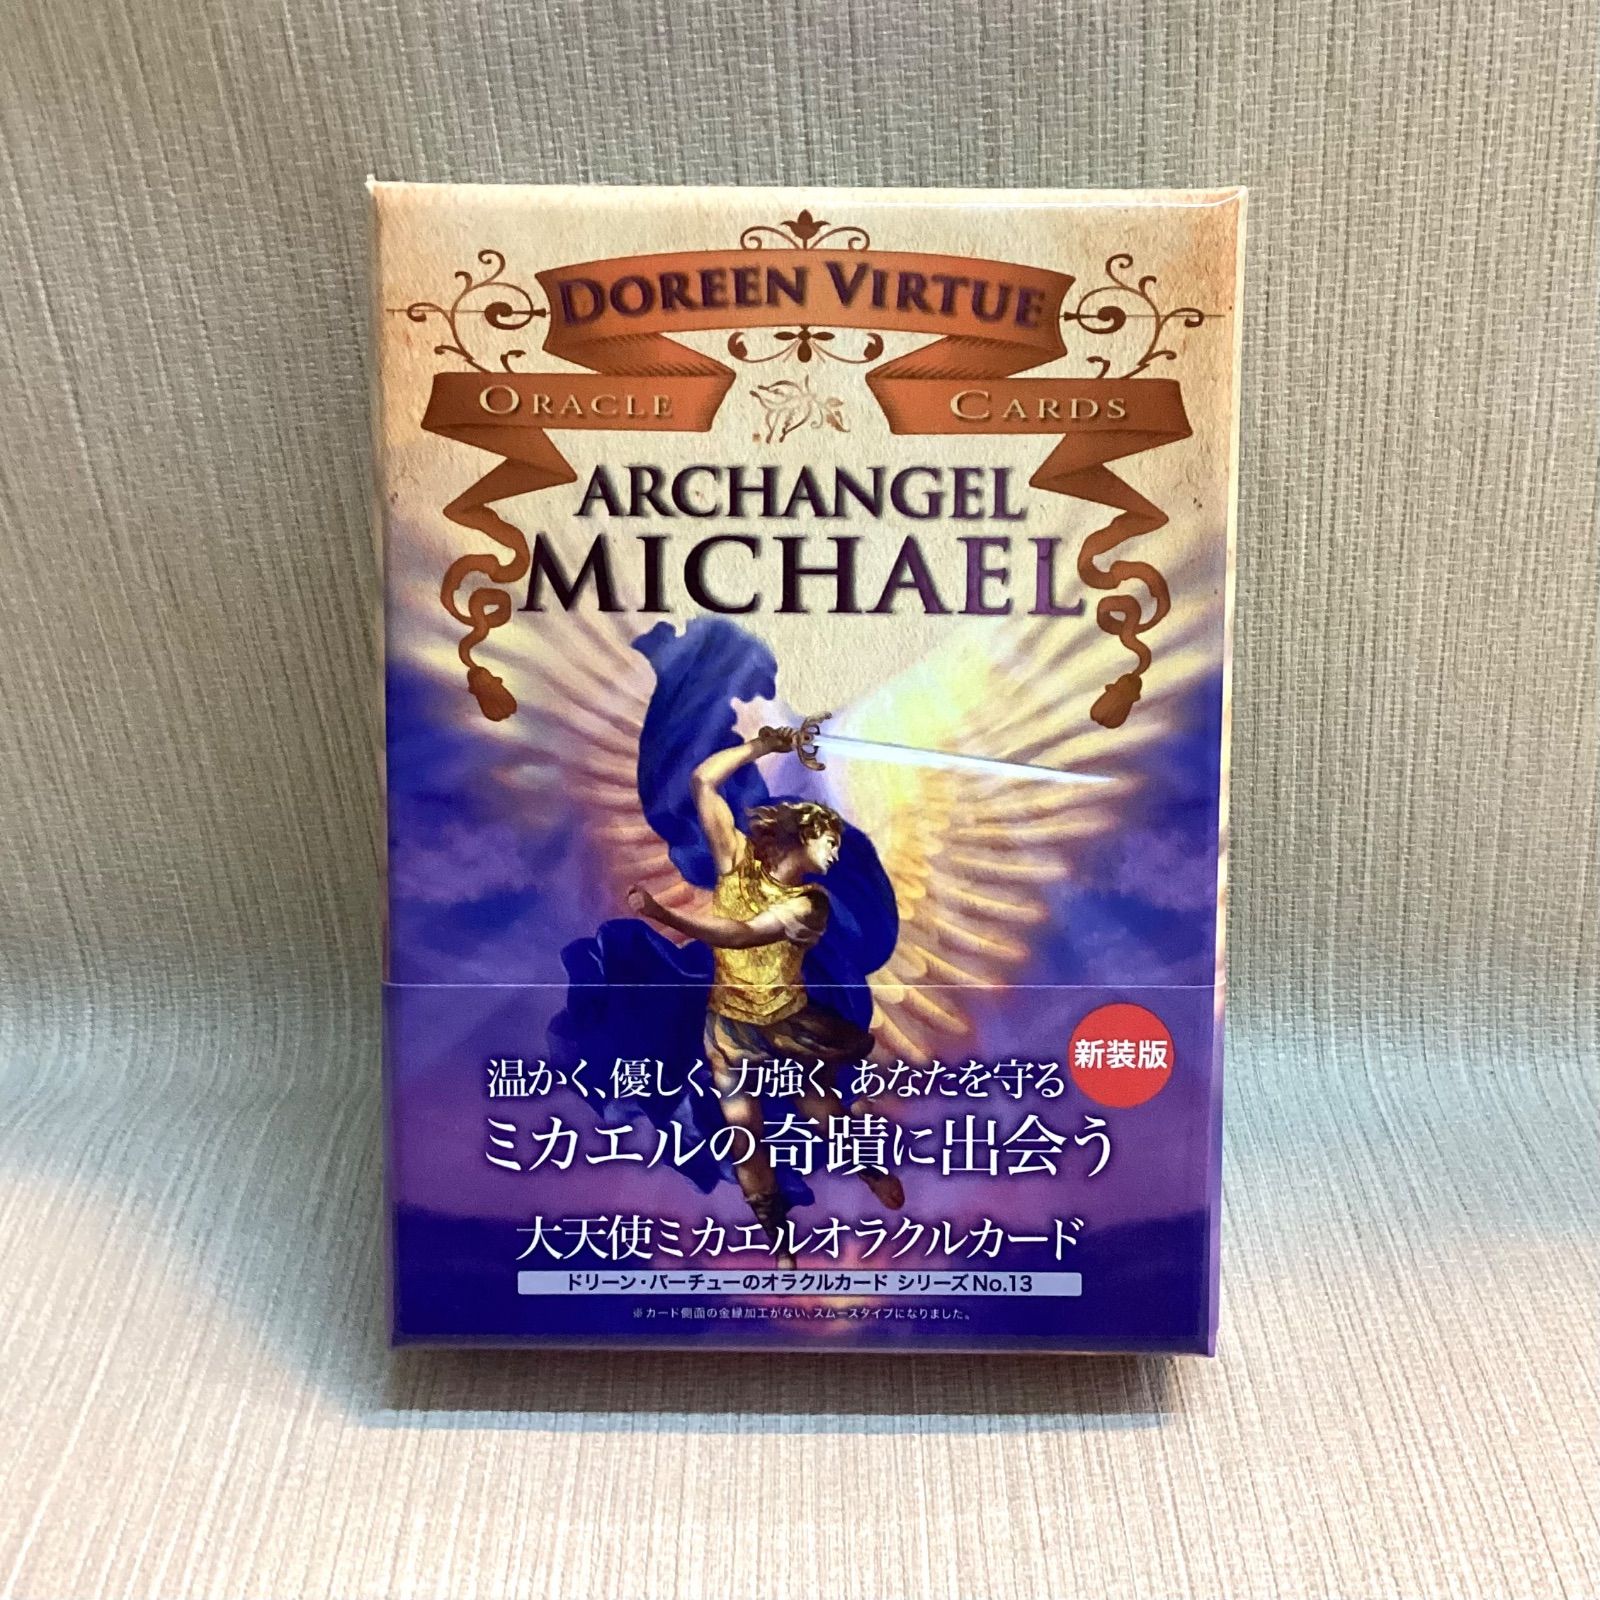 DOREEN VIRTUE
ORACLE CARDS
ARCHANGEL
MICHAEL
新装版
温かく、優しく、力強く、あなたを守る
ミカエルの奇蹟に出会う
大天使ミカエルオラクルカード
ドリーン・バーチューのオラクルカード シリーズNo.13
※カード側面の金縁加工がない、スムースタイプになりました。